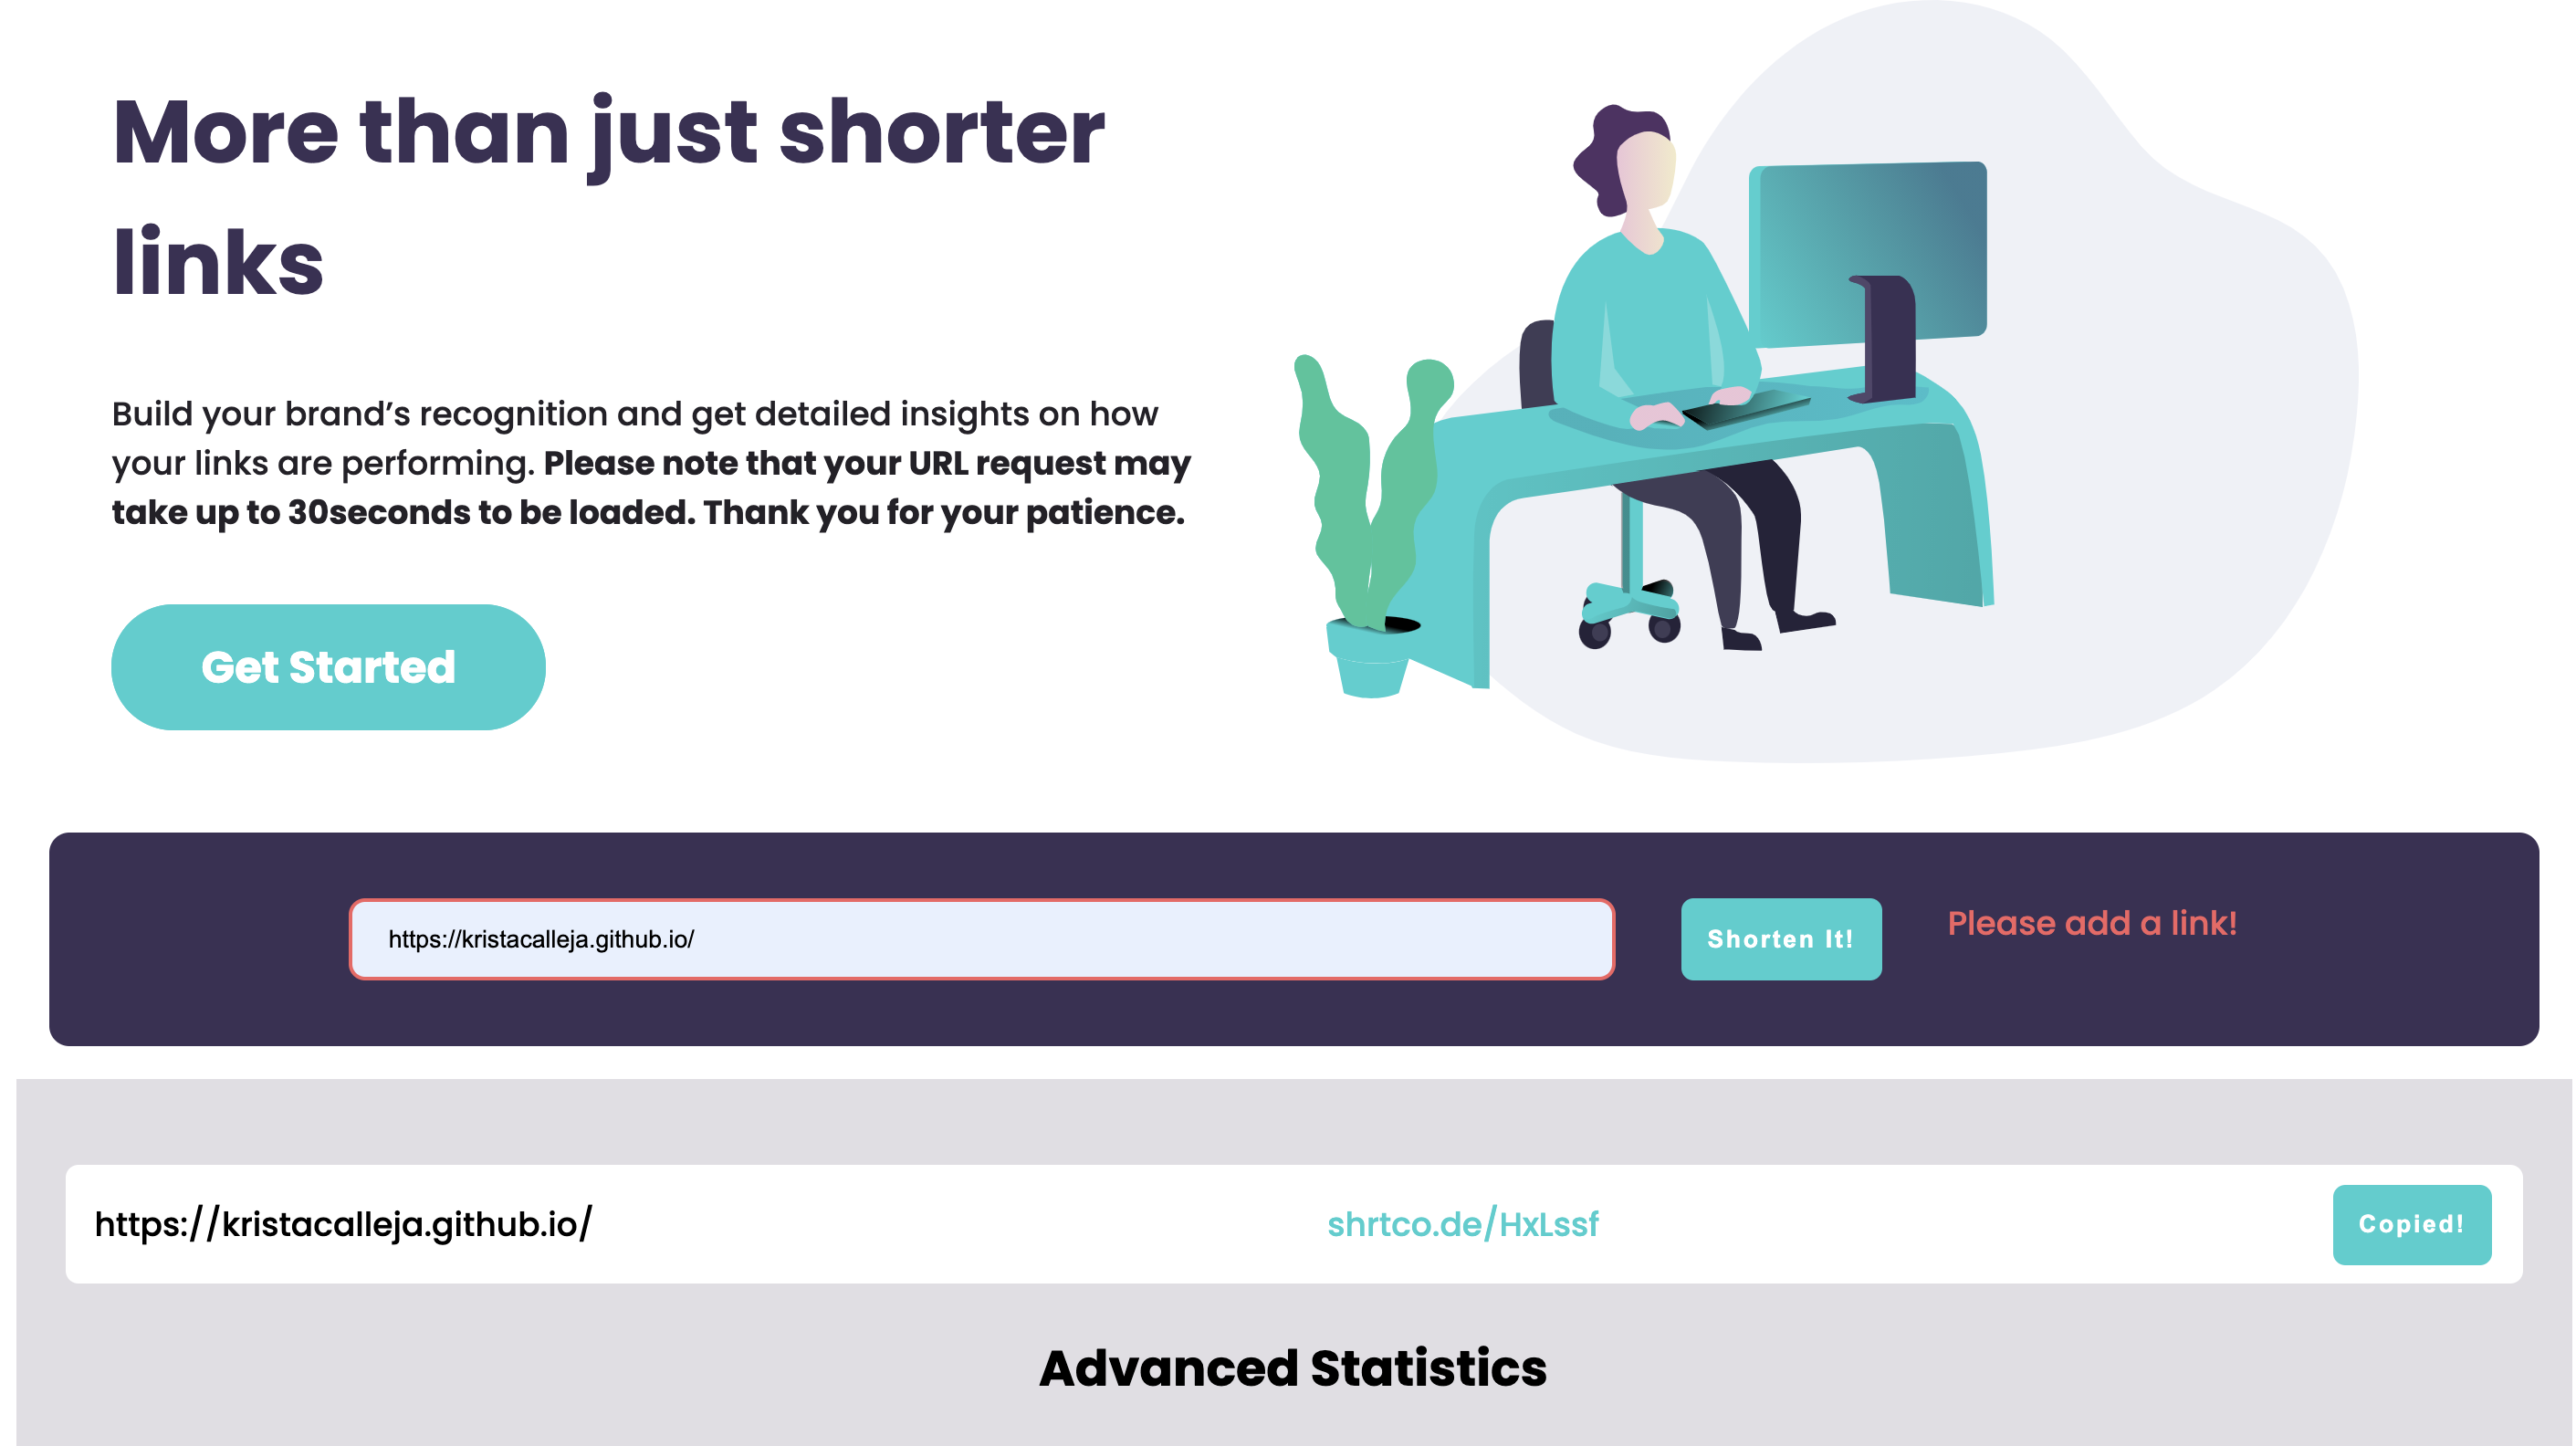 More than just shorter
links
Build your brand’s recognition and get detailed insights on how
your links are performing. Please note that your URL request may
take up to 30seconds to be loaded. Thank you for your patience.
Get Started
https://kristacalleja.github.io/
Shorten It!
Please add a link!
https://kristacalleja.github.io/
shrtco.de/HxLssf
Copied!
Advanced Statistics